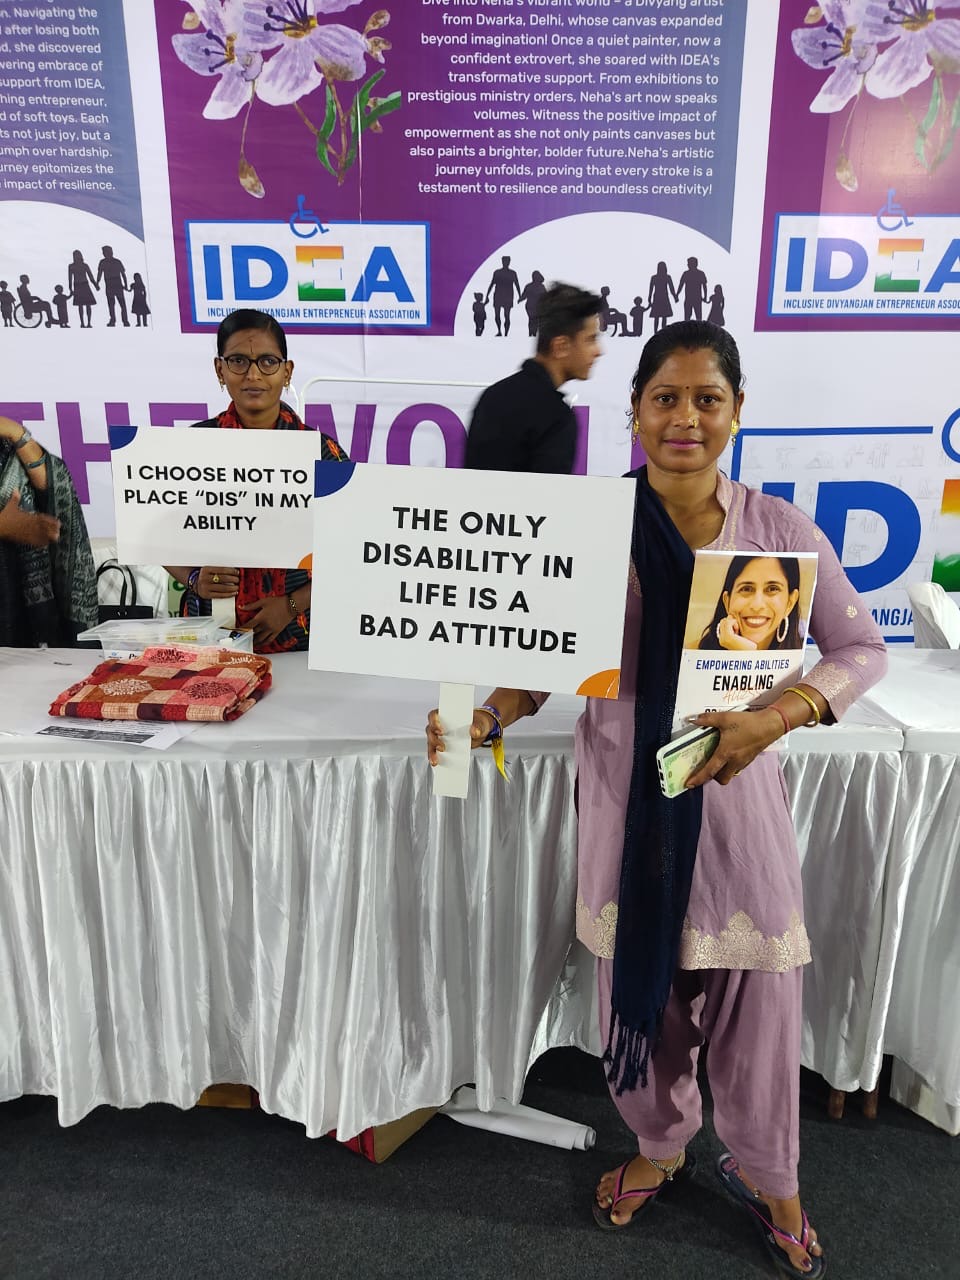 n. Navigating the
after losing both
d, she discovered
wering embrace of
support from IDEA,
hing entrepreneur,
d of soft toys. Each
ts not just joy, but a
umph over hardship.
urney epitomizes the
impact of resilience.
Dive into Neha's vibrant world – a Divyang artist
from Dwarka, Delhi, whose canvas expanded
beyond imagination! Once a quiet painter, now a
confident extrovert, she soared with IDEA's
transformative support. From exhibitions to
prestigious ministry orders, Neha's art now speaks
volumes. Witness the positive impact of
empowerment as she not only paints canvases but
also paints a brighter, bolder future.Neha's artistic
journey unfolds, proving that every stroke is a
testament to resilience and boundless creativity!
IDEA
INCLUSIVE DIVYANGJAN ENTREPRENEUR ASSOCIATION
IDEA
INCLUSIVE DIVYANGJAN ENTREPRENEUR ASSOC
THE WO
I CHOOSE NOT TO
PLACE “DIS” IN MY
ABILITY
THE ONLY
DISABILITY IN
LIFE IS A
BAD ATTITUDE
EMPOWERING ABILITIES
ENABLING
IDE
YANGJA